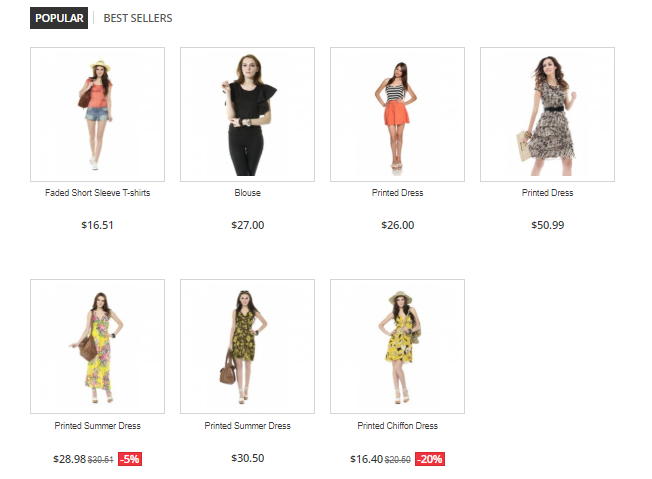 POPULAR | BEST SELLERS
Faded Short Sleeve T-shirts
Blouse
Printed Dress
Printed Dress
$16.51
$27.00
$26.00
$50.99
Printed Summer Dress
Printed Summer Dress
Printed Chiffon Dress
$28.98 $30.51 -5%
$30.50
$16.40 $20.50 -20%